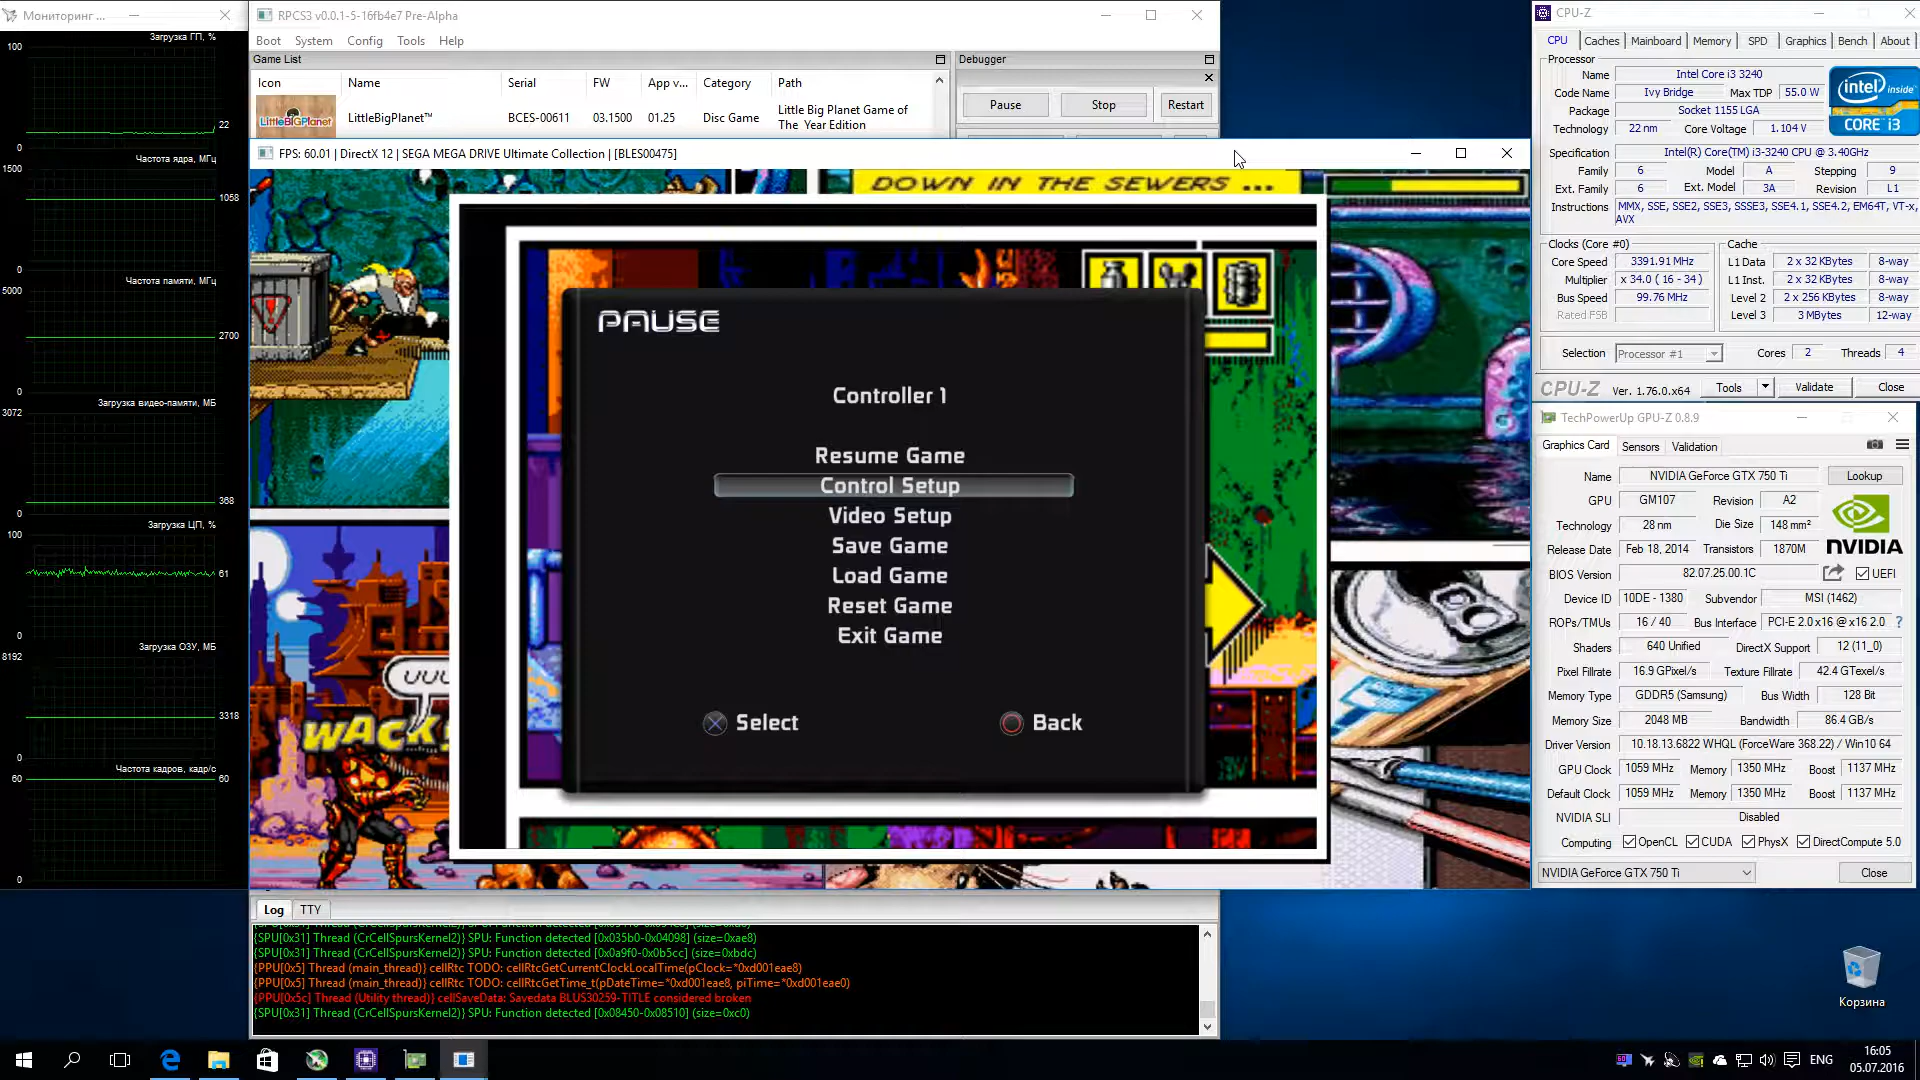 Мониторинг ...
Загрузка ГП, %
100
22
0
Частота ядра, МГц
1500
1058
0
Частота памяти, МГц
5000
2700
0
Загрузка видео-памяти, МБ
3072
368
0
Загрузка ЦП, %
100
61
0
Загрузка ОЗУ, МБ
8192
3318
0
Частота кадров, кадр/с
60
60
0
RPCS3 v0.0.1-5-16fb4e7 Pre-Alpha
Boot System Config Tools Help
Game List
Icon Name Serial FW App v... Category Path
LittleBIGPlanet LittleBigPlanet™ BCES-00611 03.1500 01.25 Disc Game Little Big Planet Game of The Year Edition
Debugger
Pause Stop Restart
FPS: 60.01 | DirectX 12 | SEGA MEGA DRIVE Ultimate Collection | [BLES00475]
DOWN IN THE SEWERS ...
PAUSE
Controller 1
Resume Game
Control Setup
Video Setup
Save Game
Load Game
Reset Game
Exit Game
Select Back
WACK!
Log TTY
{SPU[0x31] Thread (CrCellSpursKernel2)} SPU: Function detected [0x035b0-0x04098] (size=0xae8)
{SPU[0x31] Thread (CrCellSpursKernel2)} SPU: Function detected [0x0a9f0-0x0b5cc] (size=0xbdc)
{PPU[0x5] Thread (main_thread)} cellRtc TODO: cellRtcGetCurrentClockLocalTime(pClock=*0xd001eae8)
{PPU[0x5] Thread (main_thread)} cellRtc TODO: cellRtcGetTime_t(pDateTime=*0xd001eae8, piTime=*0xd001eae0)
{PPU[0x5c] Thread (Utility thread)} cellSaveData: Savedata BLUS30259-TITLE considered broken
{SPU[0x31] Thread (CrCellSpursKernel2)} SPU: Function detected [0x08450-0x08510] (size=0xc0)
CPU-Z
CPU Caches Mainboard Memory SPD Graphics Bench About
Processor
Name Intel Core i3 3240
Code Name Ivy Bridge Max TDP 55.0 W
Package Socket 1155 LGA
Technology 22 nm Core Voltage 1.104 V
intel inside™
CORE i3
Specification Intel(R) Core(TM) i3-3240 CPU @ 3.40GHz
Family 6 Model A Stepping 9
Ext. Family 6 Ext. Model 3A Revision L1
Instructions MMX, SSE, SSE2, SSE3, SSSE3, SSE4.1, SSE4.2, EM64T, VT-x,
AVX
Clocks (Core #0) Cache
Core Speed 3391.91 MHz L1 Data 2 x 32 KBytes 8-way
Multiplier x 34.0 ( 16 - 34 ) L1 Inst. 2 x 32 KBytes 8-way
Bus Speed 99.76 MHz Level 2 2 x 256 KBytes 8-way
Rated FSB Level 3 3 MBytes 12-way
Selection Processor #1 Cores 2 Threads 4
CPU-Z Ver. 1.76.0.x64 Tools Validate Close
TechPowerUp GPU-Z 0.8.9
Graphics Card Sensors Validation
Name NVIDIA GeForce GTX 750 Ti Lookup
GPU GM107 Revision A2
Technology 28 nm Die Size 148 mm²
NVIDIA
Release Date Feb 18, 2014 Transistors 1870M
BIOS Version 82.07.25.00.1C UEFI
Device ID 10DE - 1380 Subvendor MSI (1462)
ROPs/TMUs 16 / 40 Bus Interface PCI-E 2.0 x16 @ x16 2.0 ?
Shaders 640 Unified DirectX Support 12 (11_0)
Pixel Fillrate 16.9 GPixel/s Texture Fillrate 42.4 GTexel/s
Memory Type GDDR5 (Samsung) Bus Width 128 Bit
Memory Size 2048 MB Bandwidth 86.4 GB/s
Driver Version 10.18.13.6822 WHQL (ForceWare 368.22) / Win10 64
GPU Clock 1059 MHz Memory 1350 MHz Boost 1137 MHz
Default Clock 1059 MHz Memory 1350 MHz Boost 1137 MHz
NVIDIA SLI Disabled
Computing OpenCL CUDA PhysX DirectCompute 5.0
NVIDIA GeForce GTX 750 Ti Close
Корзина
ENG
16:05
05.07.2016